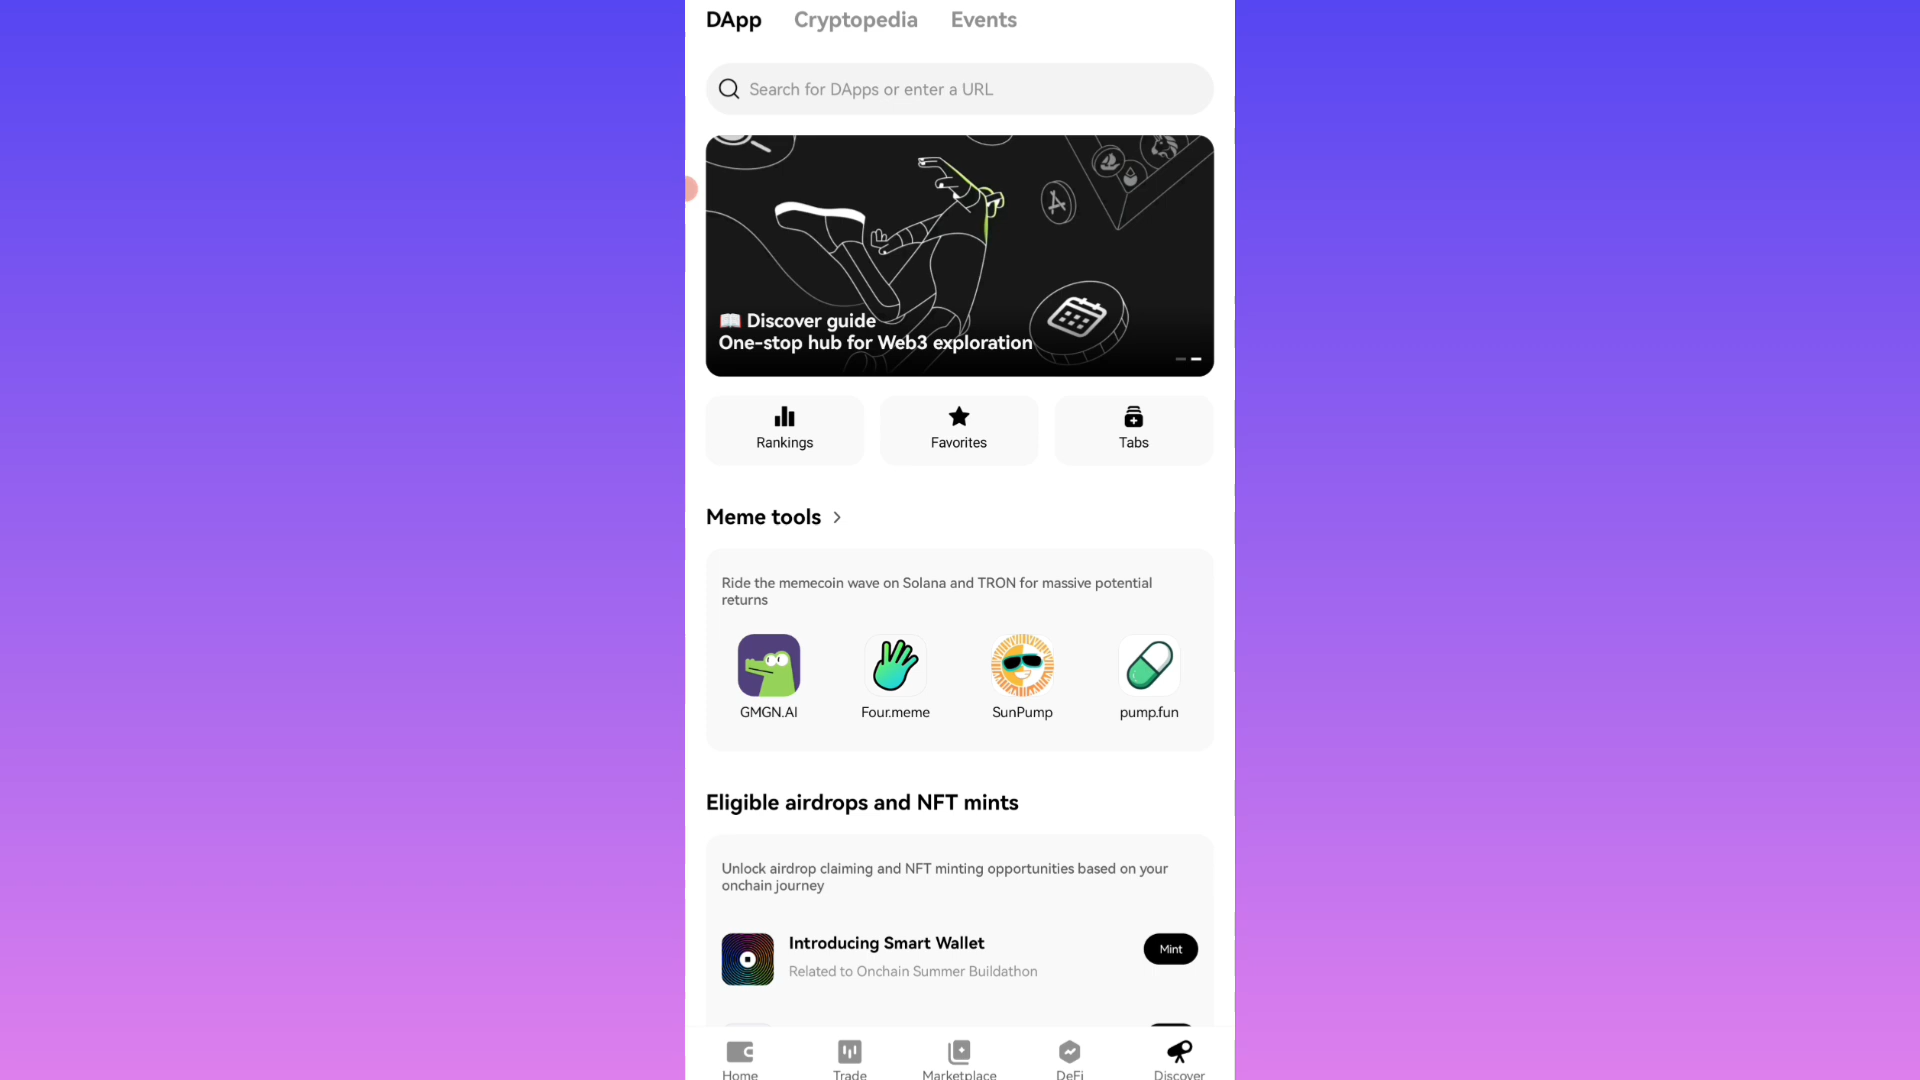 DApp Cryptopedia Events
Search for DApps or enter a URL
📖 Discover guide
One-stop hub for Web3 exploration
Rankings Favorites Tabs
Meme tools
Ride the memecoin wave on Solana and TRON for massive potential
returns
GMGN.AI Four.meme SunPump pump.fun
Eligible airdrops and NFT mints
Unlock airdrop claiming and NFT minting opportunities based on your
onchain journey
Introducing Smart Wallet
Mint
Related to Onchain Summer Buildathon
Home Trade Marketplace DeFi Discover